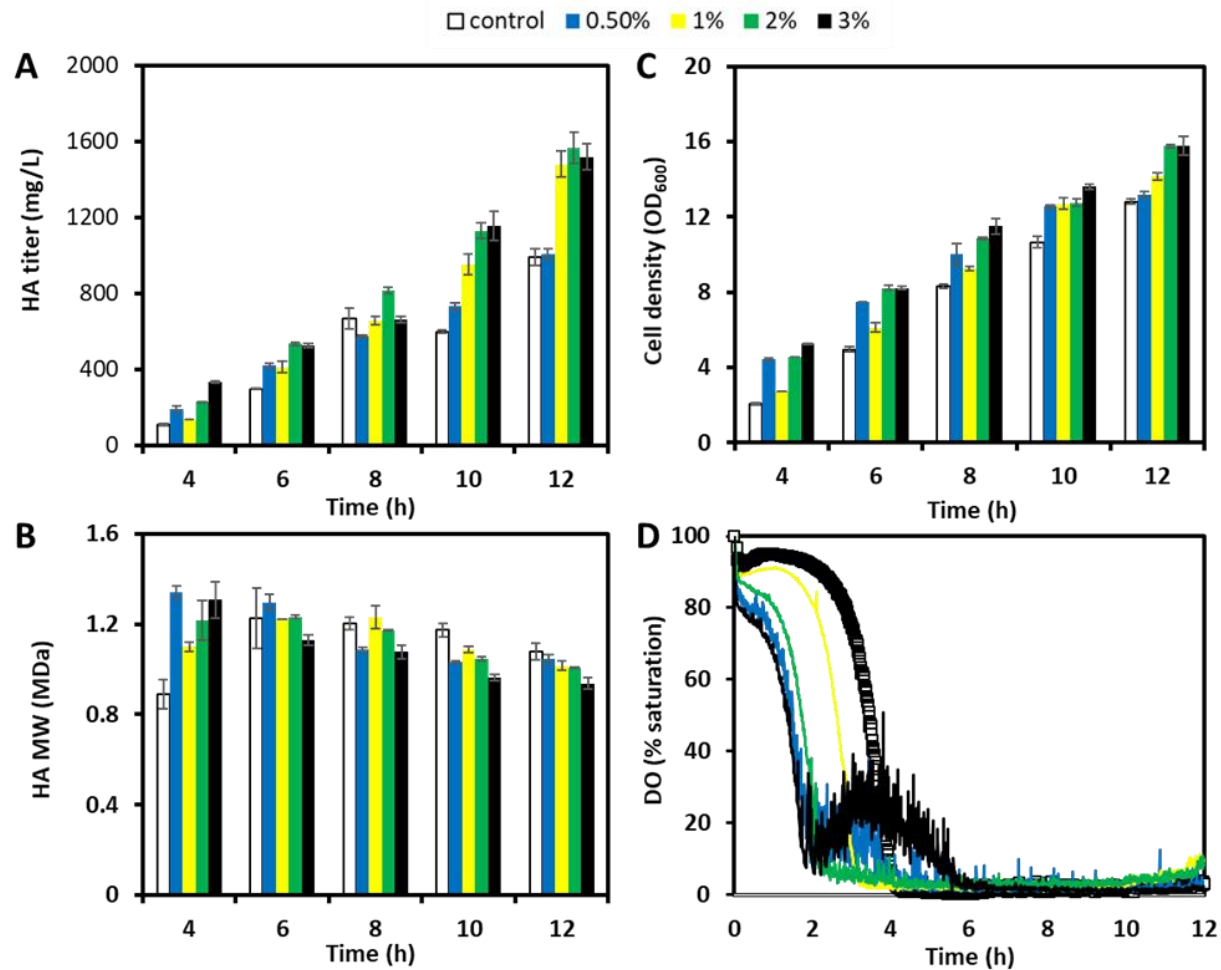 control 0.50% 1% 2% 3%
A
2000
1600
1200
800
400
0
HA titer (mg/L)
4 6 8 10 12
Time (h)
C
20
16
12
8
4
0
Cell density (OD600)
4 6 8 10 12
Time (h)
B
1.6
1.2
0.8
0.4
0
HA MW (MDa)
4 6 8 10 12
Time (h)
D
100
80
60
40
20
0
DO (% saturation)
0 2 4 6 8 10 12
Time (h)